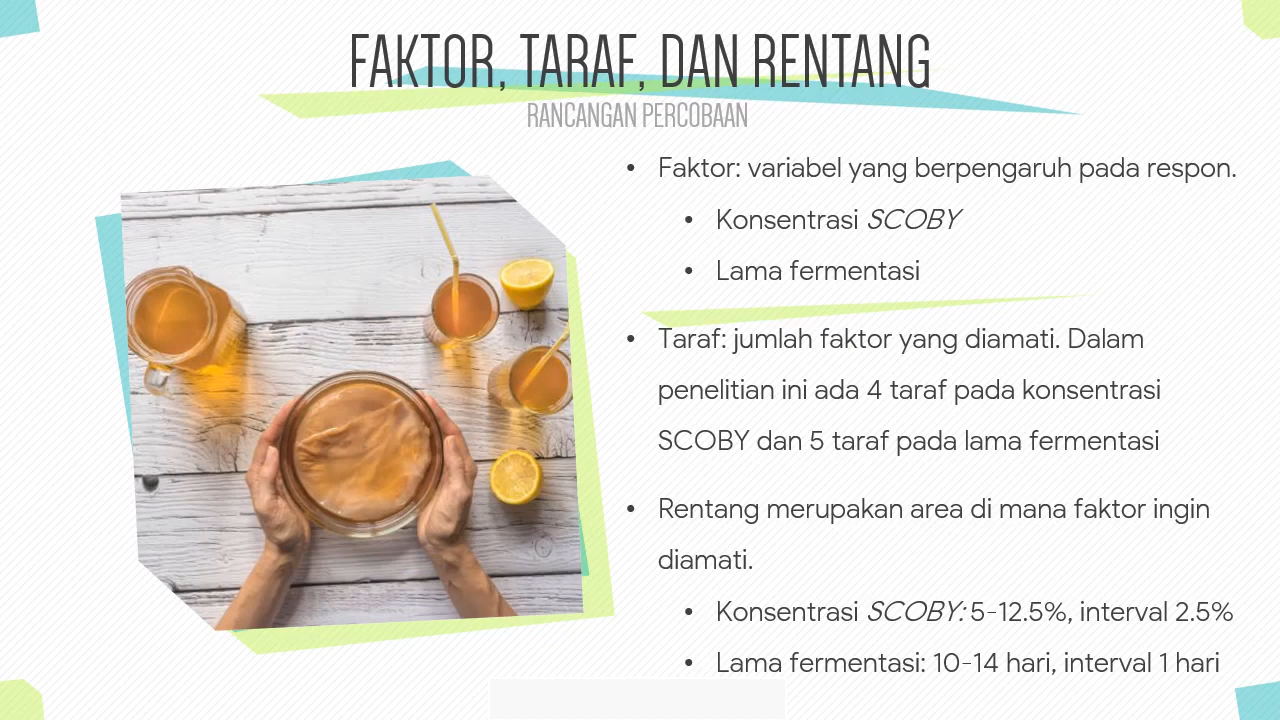 FAKTOR, TARAF, DAN RENTANG
RANCANGAN PERCOBAAN
• Faktor: variabel yang berpengaruh pada respon.
• Konsentrasi SCOBY
• Lama fermentasi
• Taraf: jumlah faktor yang diamati. Dalam
penelitian ini ada 4 taraf pada konsentrasi
SCOBY dan 5 taraf pada lama fermentasi
• Rentang merupakan area di mana faktor ingin
diamati.
• Konsentrasi SCOBY: 5-12.5%, interval 2.5%
• Lama fermentasi: 10-14 hari, interval 1 hari